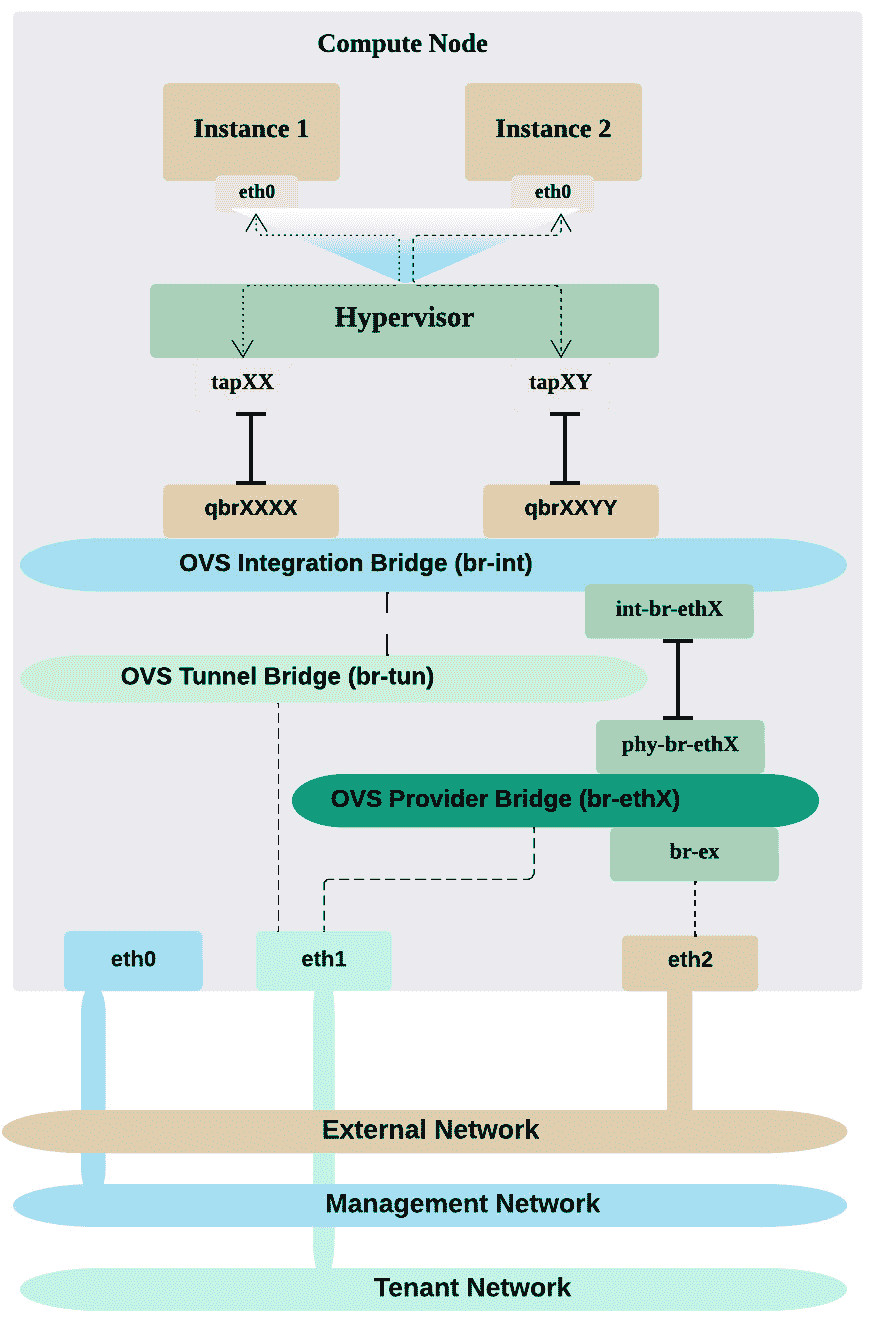 Compute Node
Instance 1
Instance 2
eth0
eth0
Hypervisor
tapXX
tapXY
qbrXXXX
qbrXXYY
OVS Integration Bridge (br-int)
int-br-ethX
OVS Tunnel Bridge (br-tun)
phy-br-ethX
OVS Provider Bridge (br-ethX)
br-ex
eth0
eth1
eth2
External Network
Management Network
Tenant Network